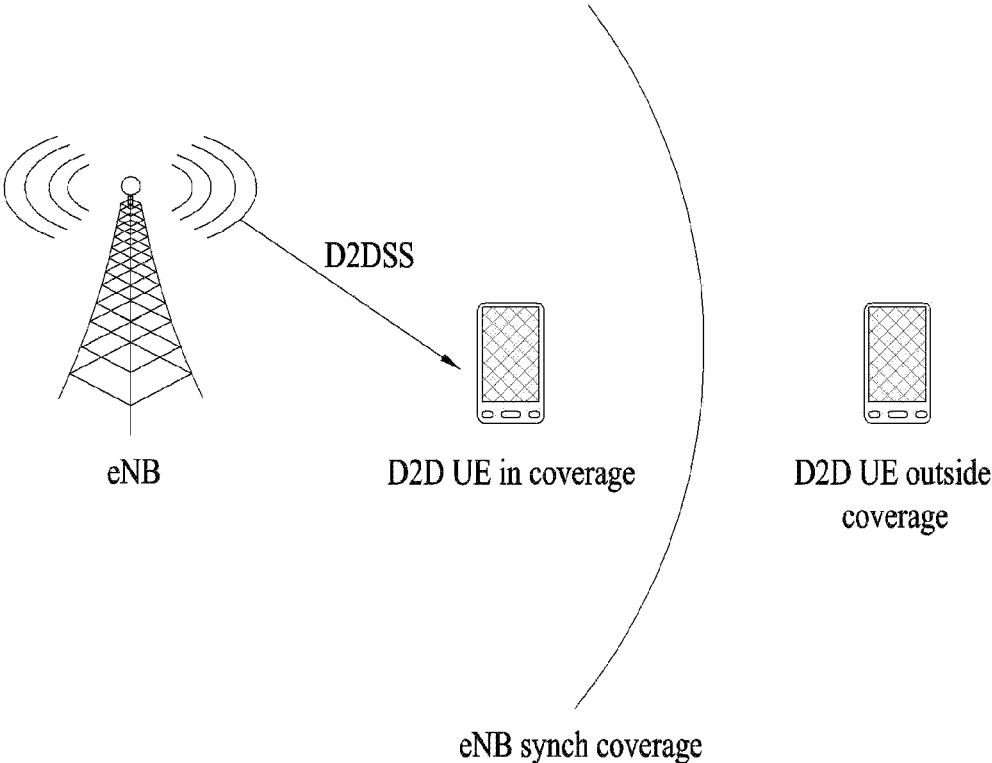 D2DSS
eNB
D2D UE in coverage
D2D UE outside
coverage
eNB synch coverage